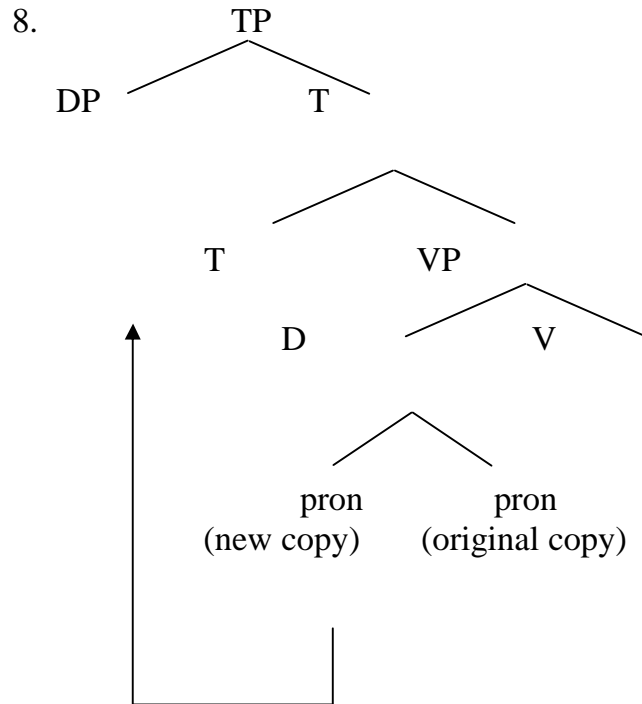 8. TP
DP T
T VP
D V
pron pron
(new copy) (original copy)